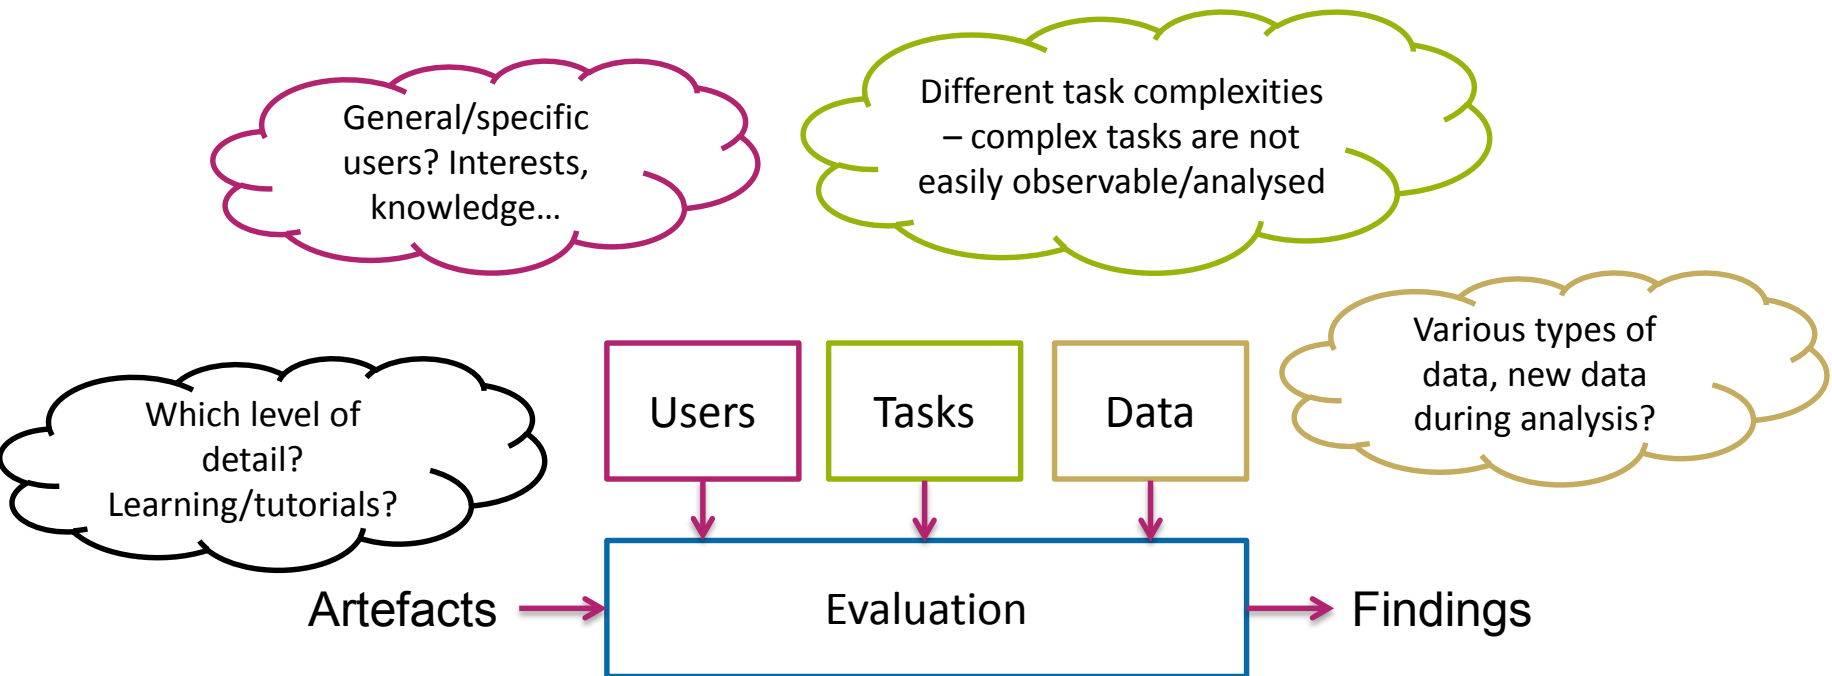 General/specific
users? Interests,
knowledge…
Different task complexities
– complex tasks are not
easily observable/analysed
Various types of
data, new data
during analysis?
Which level of
detail?
Learning/tutorials?
Users
Tasks
Data
Artefacts
Evaluation
Findings